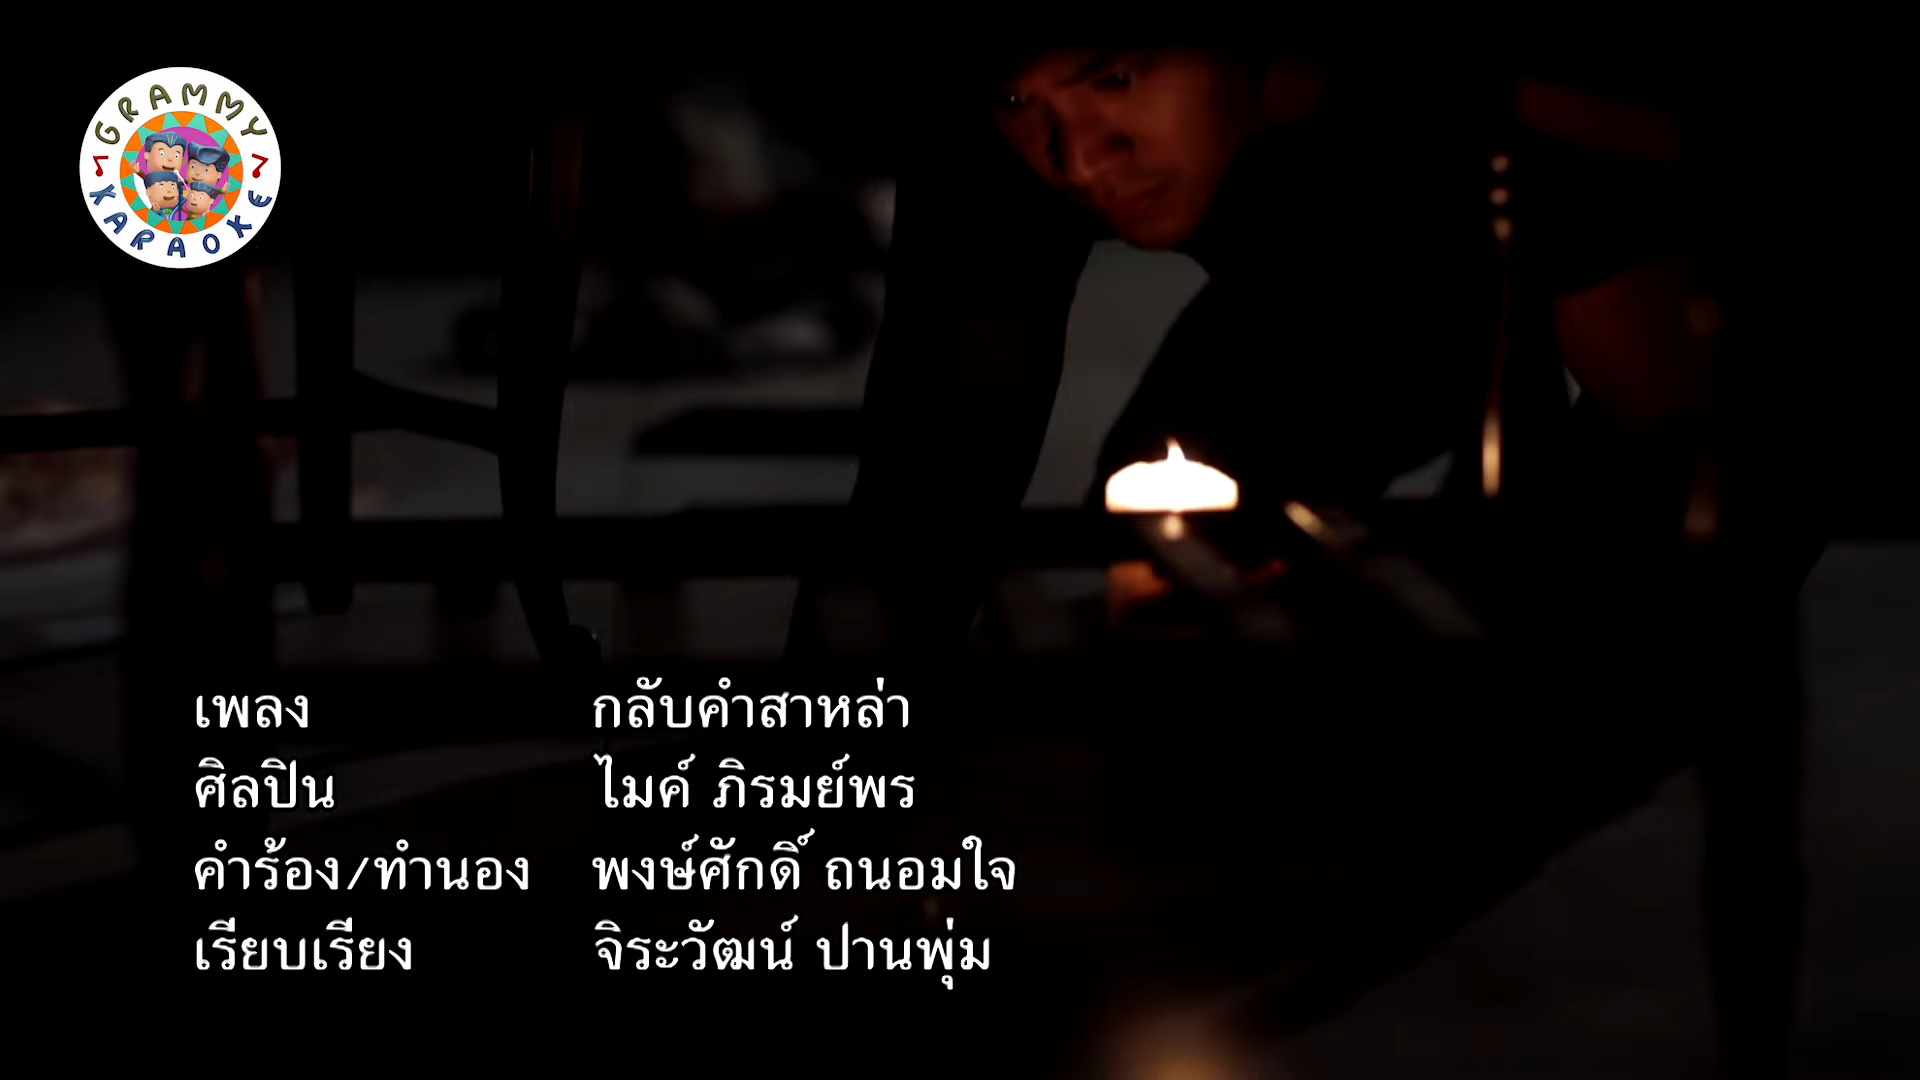 GRAMMY
KARAOKE
เพลง กลับคำสาหล่า
ศิลปิน ไมค์ ภิรมย์พร
คำร้อง/ทำนอง พงษ์ศักดิ์ ถนอมใจ
เรียบเรียง จิระวัฒน์ ปานพุ่ม